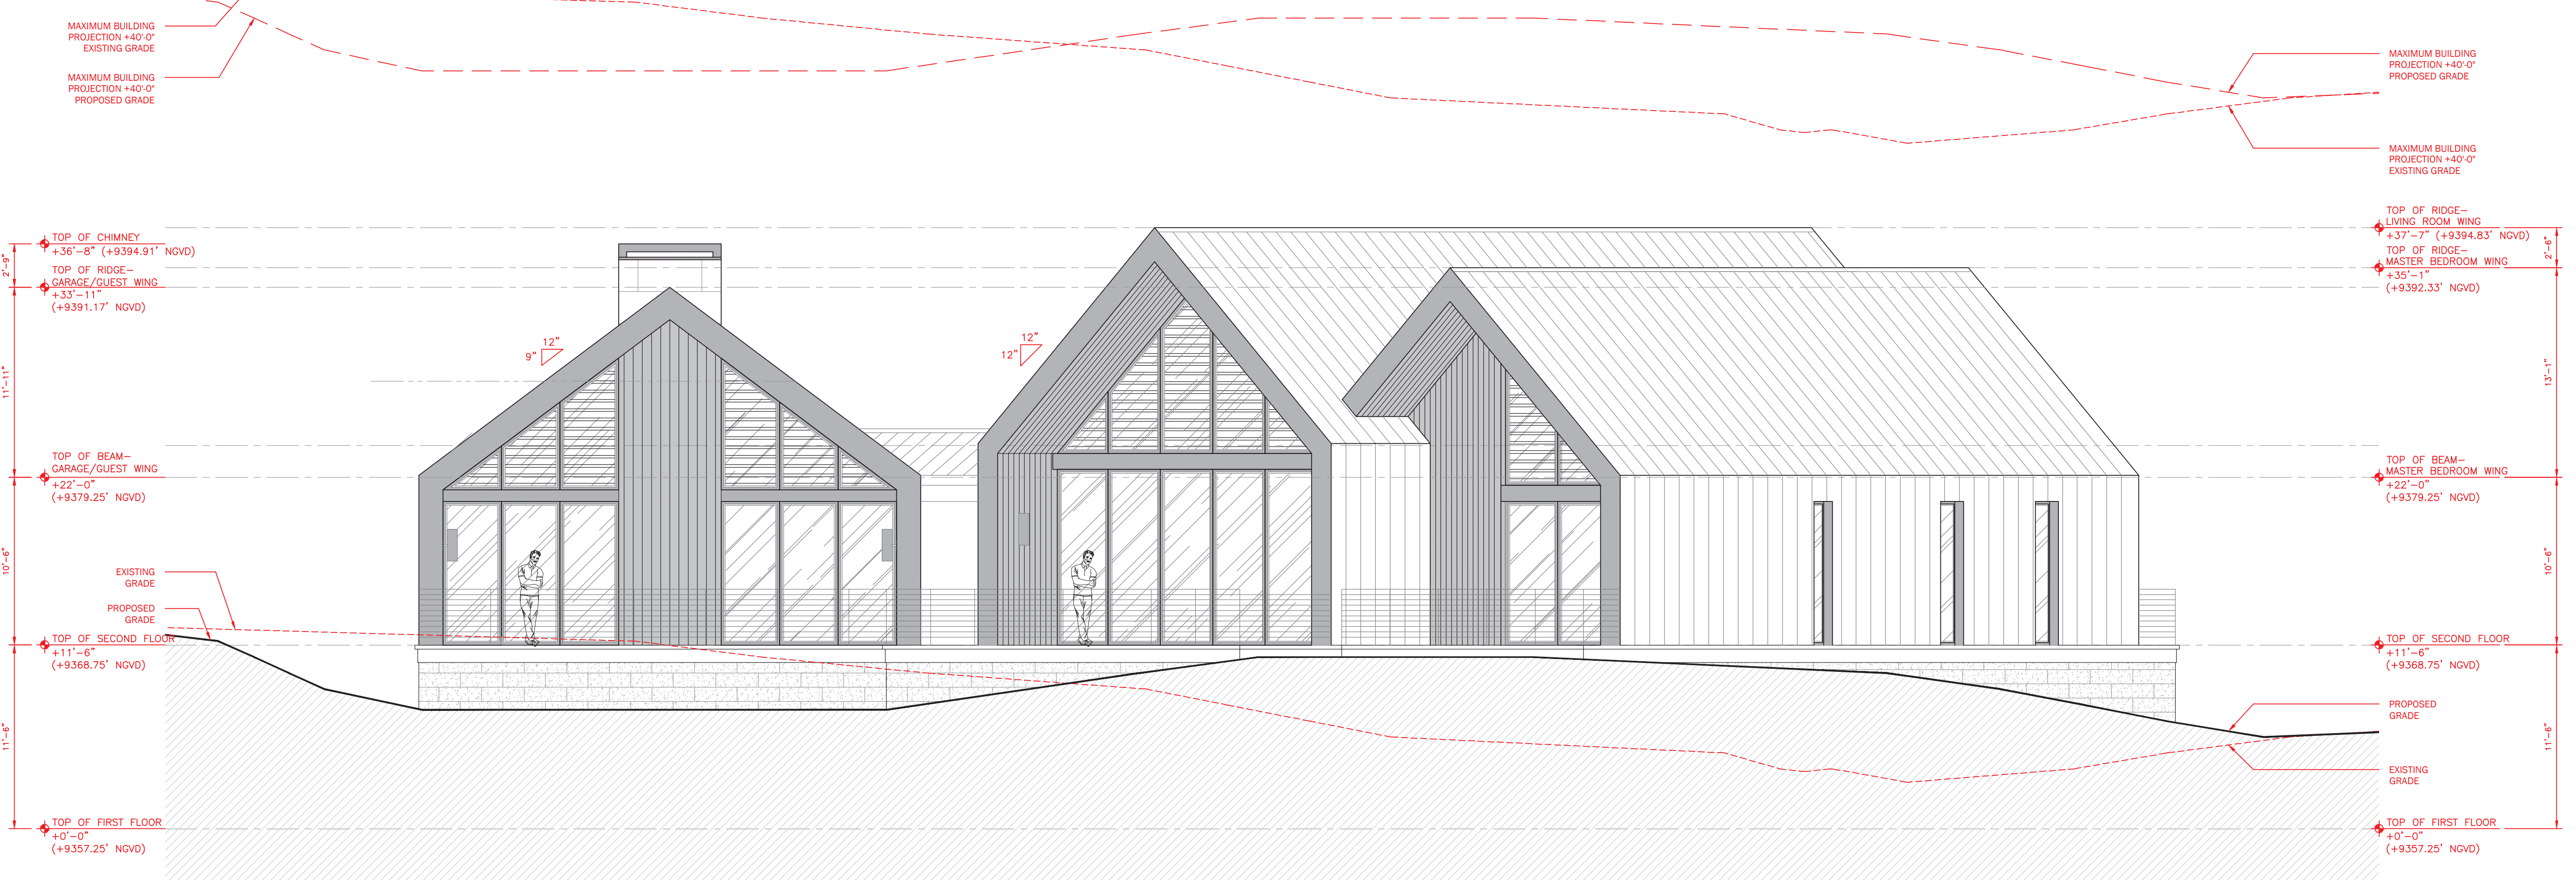 MAXIMUM BUILDING
PROJECTION +40'-0"
EXISTING GRADE
MAXIMUM BUILDING
PROJECTION +40'-0"
PROPOSED GRADE
MAXIMUM BUILDING
PROJECTION +40'-0"
PROPOSED GRADE
MAXIMUM BUILDING
PROJECTION +40'-0"
EXISTING GRADE
TOP OF CHIMNEY
+36'-8" (+9394.91' NGVD)
TOP OF RIDGE-
GARAGE/GUEST WING
+33'-11"
(+9391.17' NGVD)
2'-9"
11'-11"
TOP OF BEAM-
GARAGE/GUEST WING
+22'-0"
(+9379.25' NGVD)
10'-6"
EXISTING
GRADE
PROPOSED
GRADE
TOP OF SECOND FLOOR
+11'-6"
(+9368.75' NGVD)
11'-6"
TOP OF FIRST FLOOR
+0'-0"
(+9357.25' NGVD)
12"
9"
12"
12"
TOP OF RIDGE-
LIVING ROOM WING
+37'-7" (+9394.83' NGVD)
TOP OF RIDGE-
MASTER BEDROOM WING
+35'-1"
(+9392.33' NGVD)
2'-6"
13'-1"
TOP OF BEAM-
MASTER BEDROOM WING
+22'-0"
(+9379.25' NGVD)
10'-6"
TOP OF SECOND FLOOR
+11'-6"
(+9368.75' NGVD)
PROPOSED
GRADE
11'-6"
EXISTING
GRADE
TOP OF FIRST FLOOR
+0'-0"
(+9357.25' NGVD)